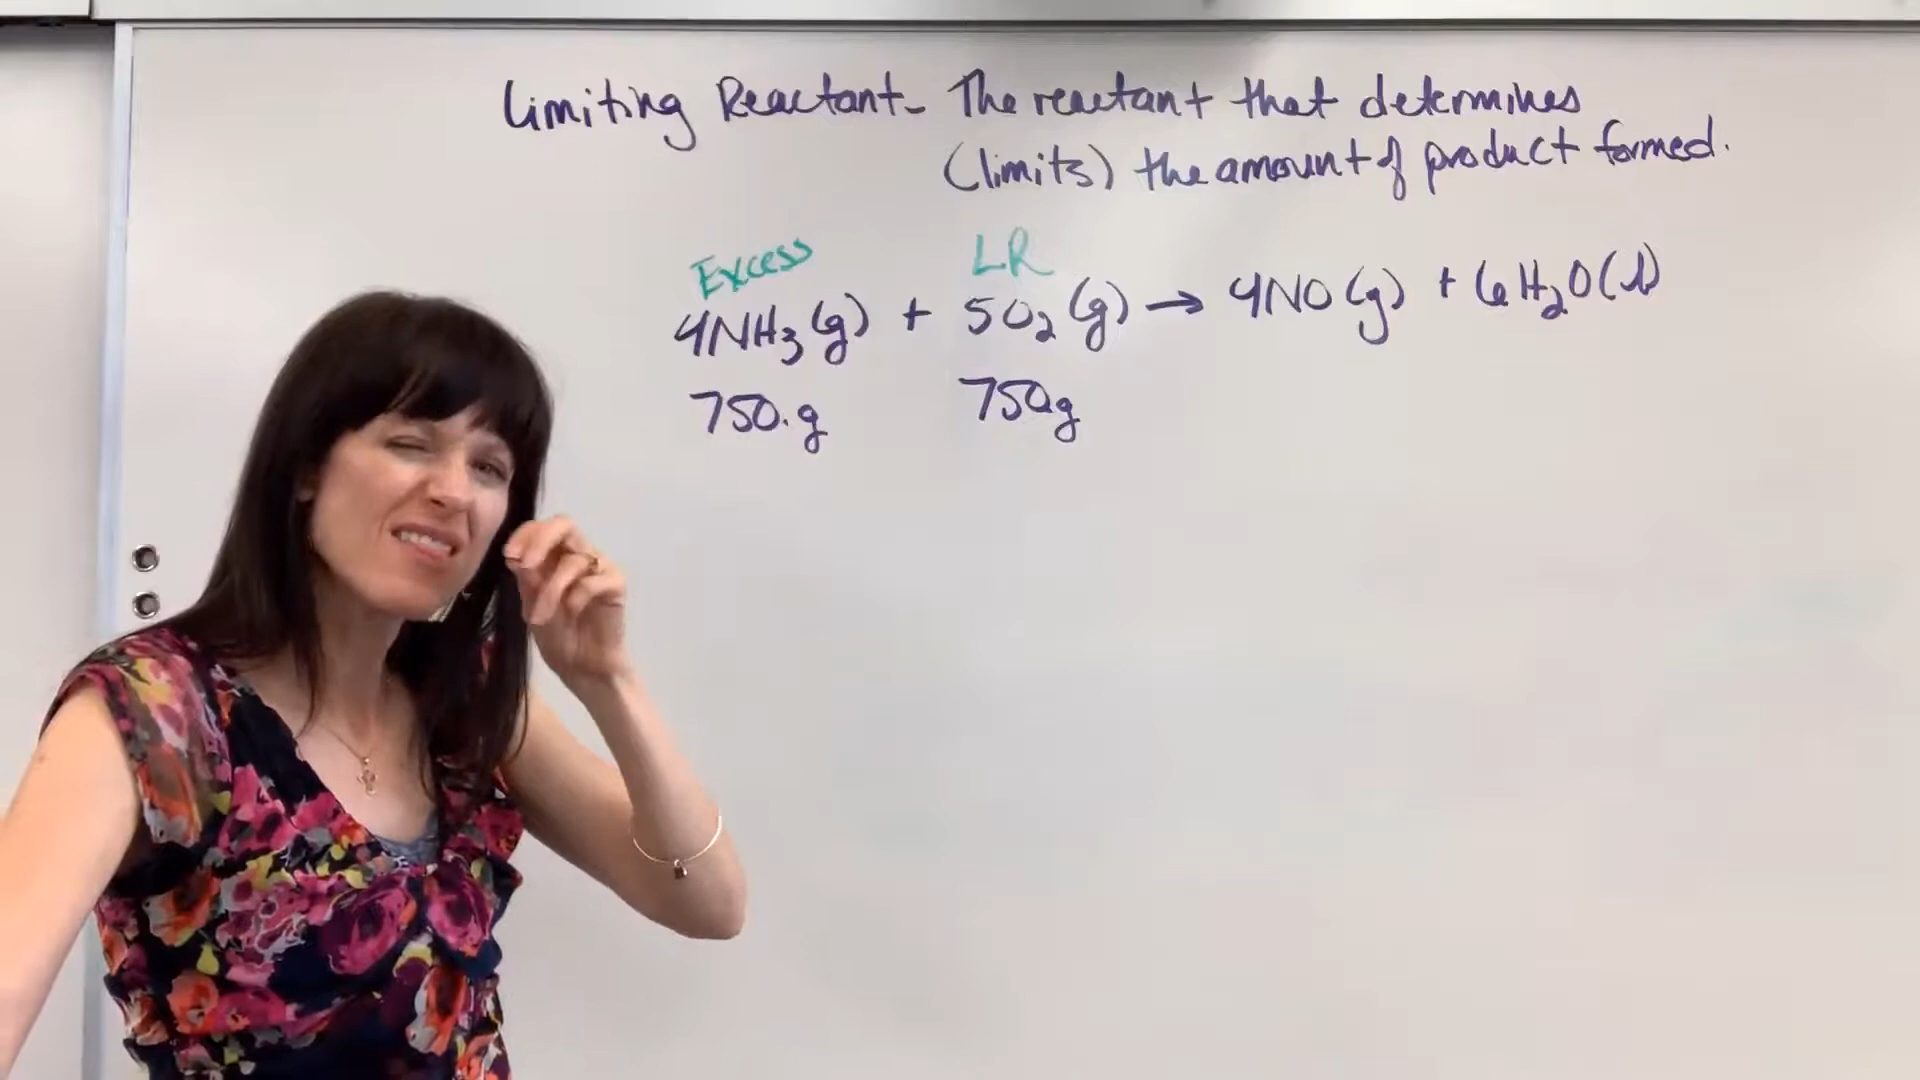 Limiting Reactant- The reactant that determines
(limits) the amount of product formed.
Excess LR
4NH₃(g) + 5O₂(g) → 4NO(g) + 6H₂O(l)
750.g 750.g